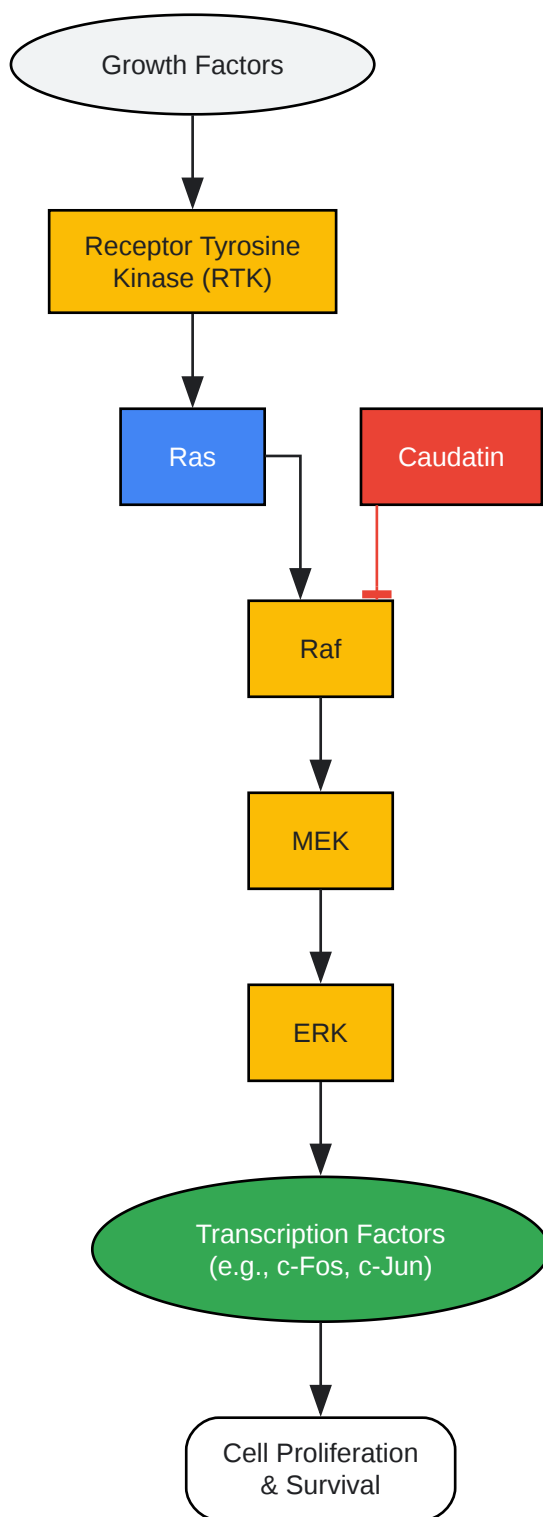 Growth Factors
Receptor Tyrosine
Kinase (RTK)
Ras
Caudatin
Raf
MEK
ERK
Transcription Factors
(e.g., c-Fos, c-Jun)
Cell Proliferation
& Survival